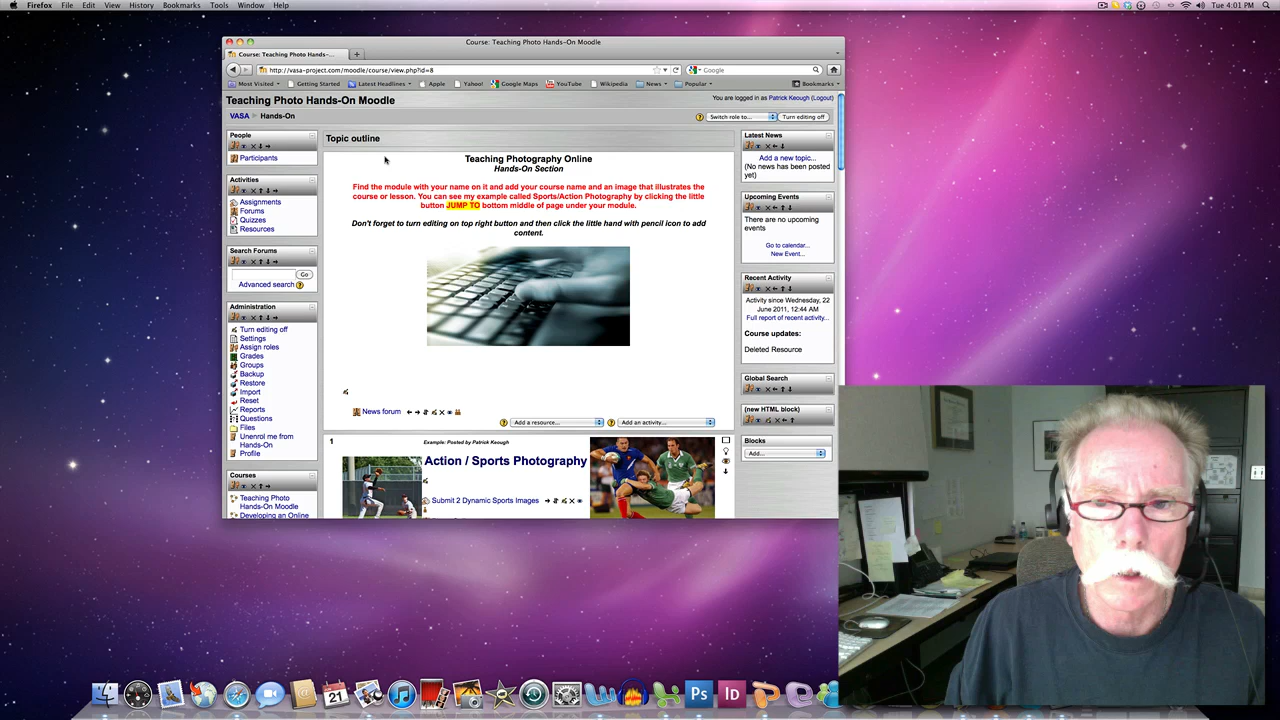 Firefox File Edit View History Bookmarks Tools Window Help
Tue 4:01 PM
Course: Teaching Photo Hands-On Moodle
Course: Teaching Photo Hands-On-...
http://vasa-project.com/moodle/course/view.php?id=8
Google
Most Visited Getting Started Latest Headlines Apple Yahoo! Google Maps YouTube Wikipedia News Popular Bookmarks
Teaching Photo Hands-On Moodle
You are logged in as Patrick Keough (Logout)
VASA ► Hands-On
Switch role to...
Turn editing off
People
Participants
Activities
Assignments
Forums
Quizzes
Resources
Search Forums
Go
Advanced search
Administration
Turn editing off
Settings
Assign roles
Grades
Groups
Backup
Restore
Import
Reset
Reports
Questions
Files
Unenrol me from
Hands-On
Profile
Courses
Teaching Photo
Hands-On Moodle
Developing an Online
Topic outline
Teaching Photography Online
Hands-On Section
Find the module with your name on it and add your course name and an image that illustrates the
course or lesson. You can see my example called Sports/Action Photography by clicking the little
button JUMP TO bottom middle of page under your module.
Don't forget to turn editing on top right button and then click the little hand with pencil icon to add
content.
News forum
Add a resource...
Add an activity...
1
Example: Posted by Patrick Keough
Action / Sports Photography
Submit 2 Dynamic Sports Images
Latest News
Add a new topic...
(No news has been posted
yet)
Upcoming Events
There are no upcoming
events
Go to calendar...
New Event...
Recent Activity
Activity since Wednesday, 22
June 2011, 12:44 AM
Full report of recent activity...
Course updates:
Deleted Resource
Global Search
(new HTML block)
Blocks
Add...
21
Ps
Id